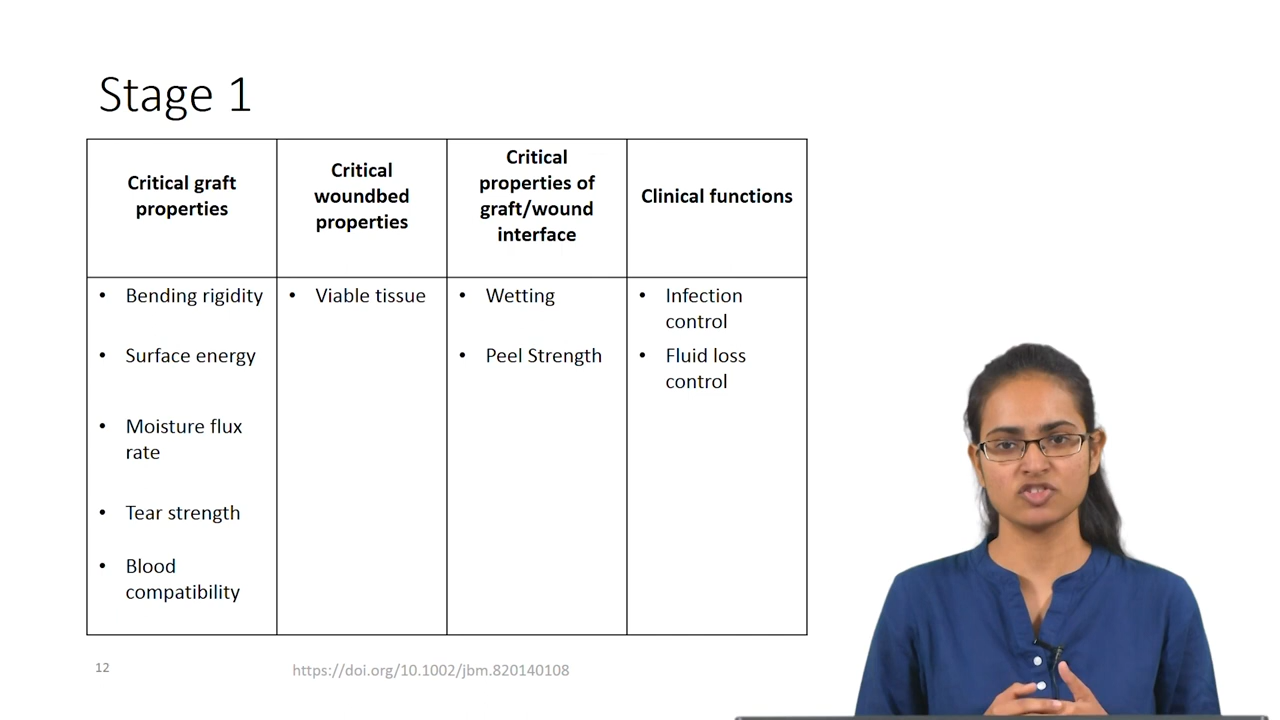 Stage 1
Critical graft
properties
Critical
woundbed
properties
Critical
properties of
graft/wound
interface
Clinical functions
• Bending rigidity
• Surface energy
• Moisture flux
rate
• Tear strength
• Blood
compatibility
• Viable tissue
• Wetting
• Peel Strength
• Infection
control
• Fluid loss
control
12
https://doi.org/10.1002/jbm.820140108